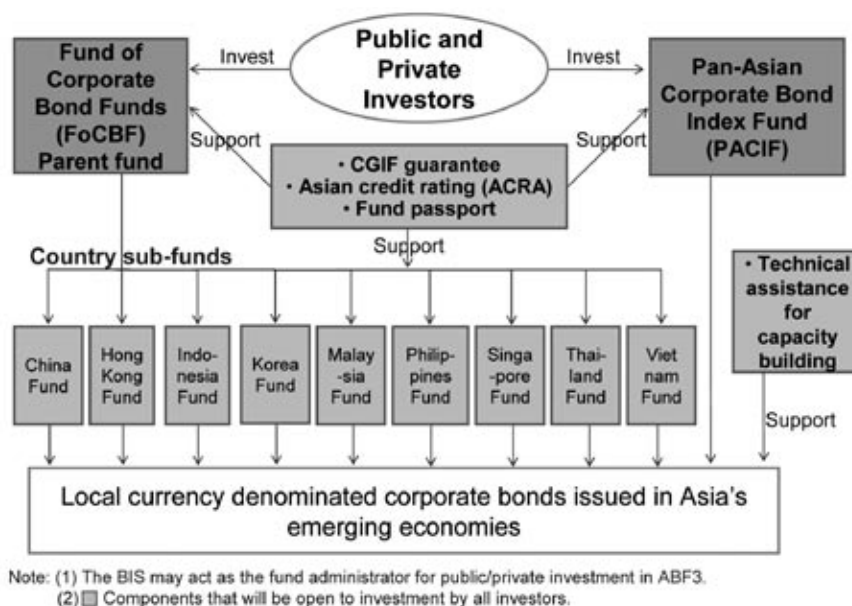 Fund of
Corporate
Bond Funds
(FoCBF)
Parent fund
Invest
Public and
Private
Investors
Invest
Pan-Asian
Corporate Bond
Index Fund
(PACIF)
Support
Support
• CGIF guarantee
• Asian credit rating (ACRA)
• Fund passport
Support
Country sub-funds
• Technical
assistance
for
capacity
building
China
Fund
Hong
Kong
Fund
Indo-
nesia
Fund
Korea
Fund
Malay
-sia
Fund
Philip-
pines
Fund
Singa
-pore
Fund
Thai-
land
Fund
Viet
nam
Fund
Support
Local currency denominated corporate bonds issued in Asia's
emerging economies
Note: (1) The BIS may act as the fund administrator for public/private investment in ABF3.
(2) Components that will be open to investment by all investors.